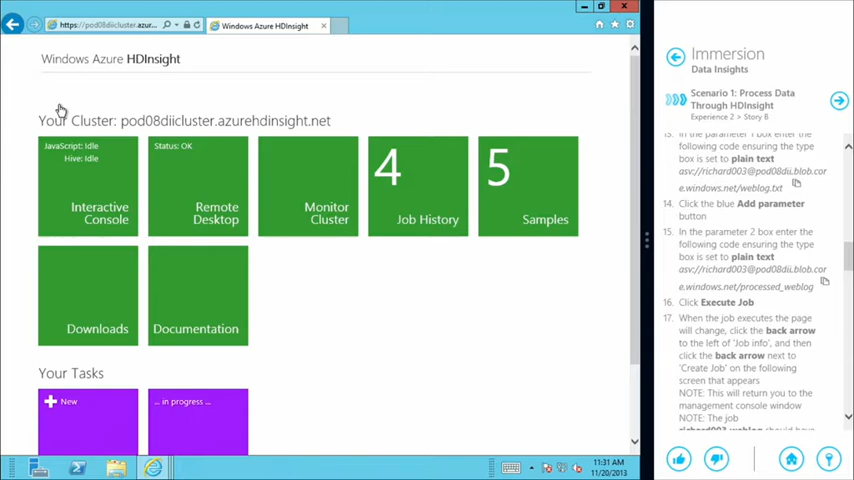 https://pod08diicluster.azur...
Windows Azure HDInsight
Windows Azure HDInsight
Your Cluster: pod08diicluster.azurehdinsight.net
JavaScript: Idle
Hive: Idle
Interactive
Console
Status: OK
Remote
Desktop
Monitor
Cluster
4
Job History
5
Samples
Downloads
Documentation
Your Tasks
New
... in progress ...
11:31 AM
11/20/2013
Immersion
Data Insights
Scenario 1: Process Data
Through HDInsight
Experience 2 > Story B
13. In the parameter 1 box enter the
following code ensuring the type
box is set to plain text
asv://richard003@pod08dii.blob.cor
e.windows.net/weblog.txt
14. Click the blue Add parameter
button
15. In the parameter 2 box enter the
following code ensuring the type
box is set to plain text
asv://richard003@pod08dii.blob.cor
e.windows.net/processed_weblog
16. Click Execute Job
17. When the job executes the page
will change, click the back arrow
to the left of 'Job info', and then
click the back arrow next to
'Create Job' on the following
screen that appears
NOTE: This will return you to the
management console window
NOTE: The job
richard003_weblog should have